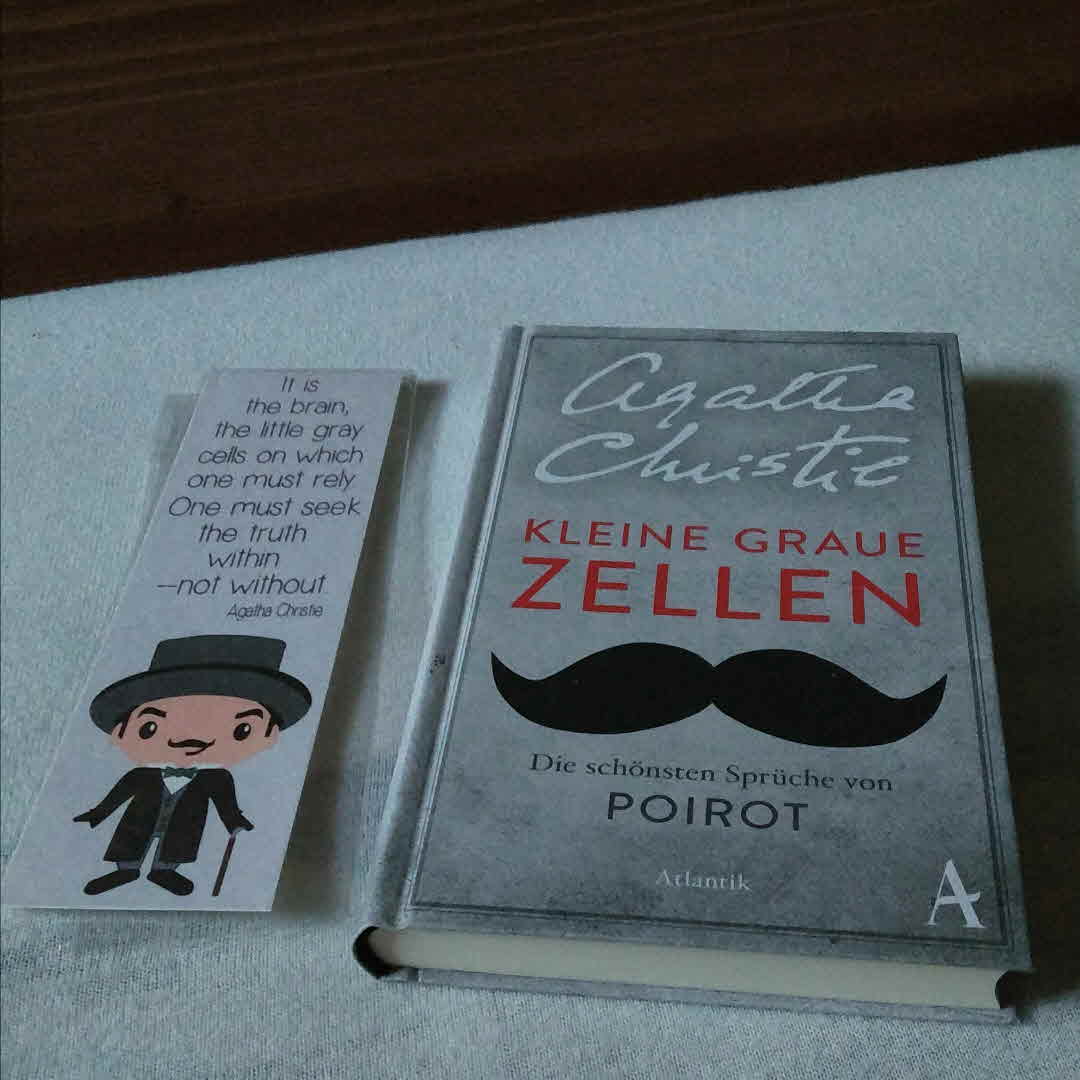 It is
the brain,
the little gray
cells on which
one must rely
One must seek
the truth
within
--not without.
Agatha Christie
Agatha
Christie
KLEINE GRAUE
ZELLEN
Die schönsten Sprüche von
POIROT
Atlantik
A